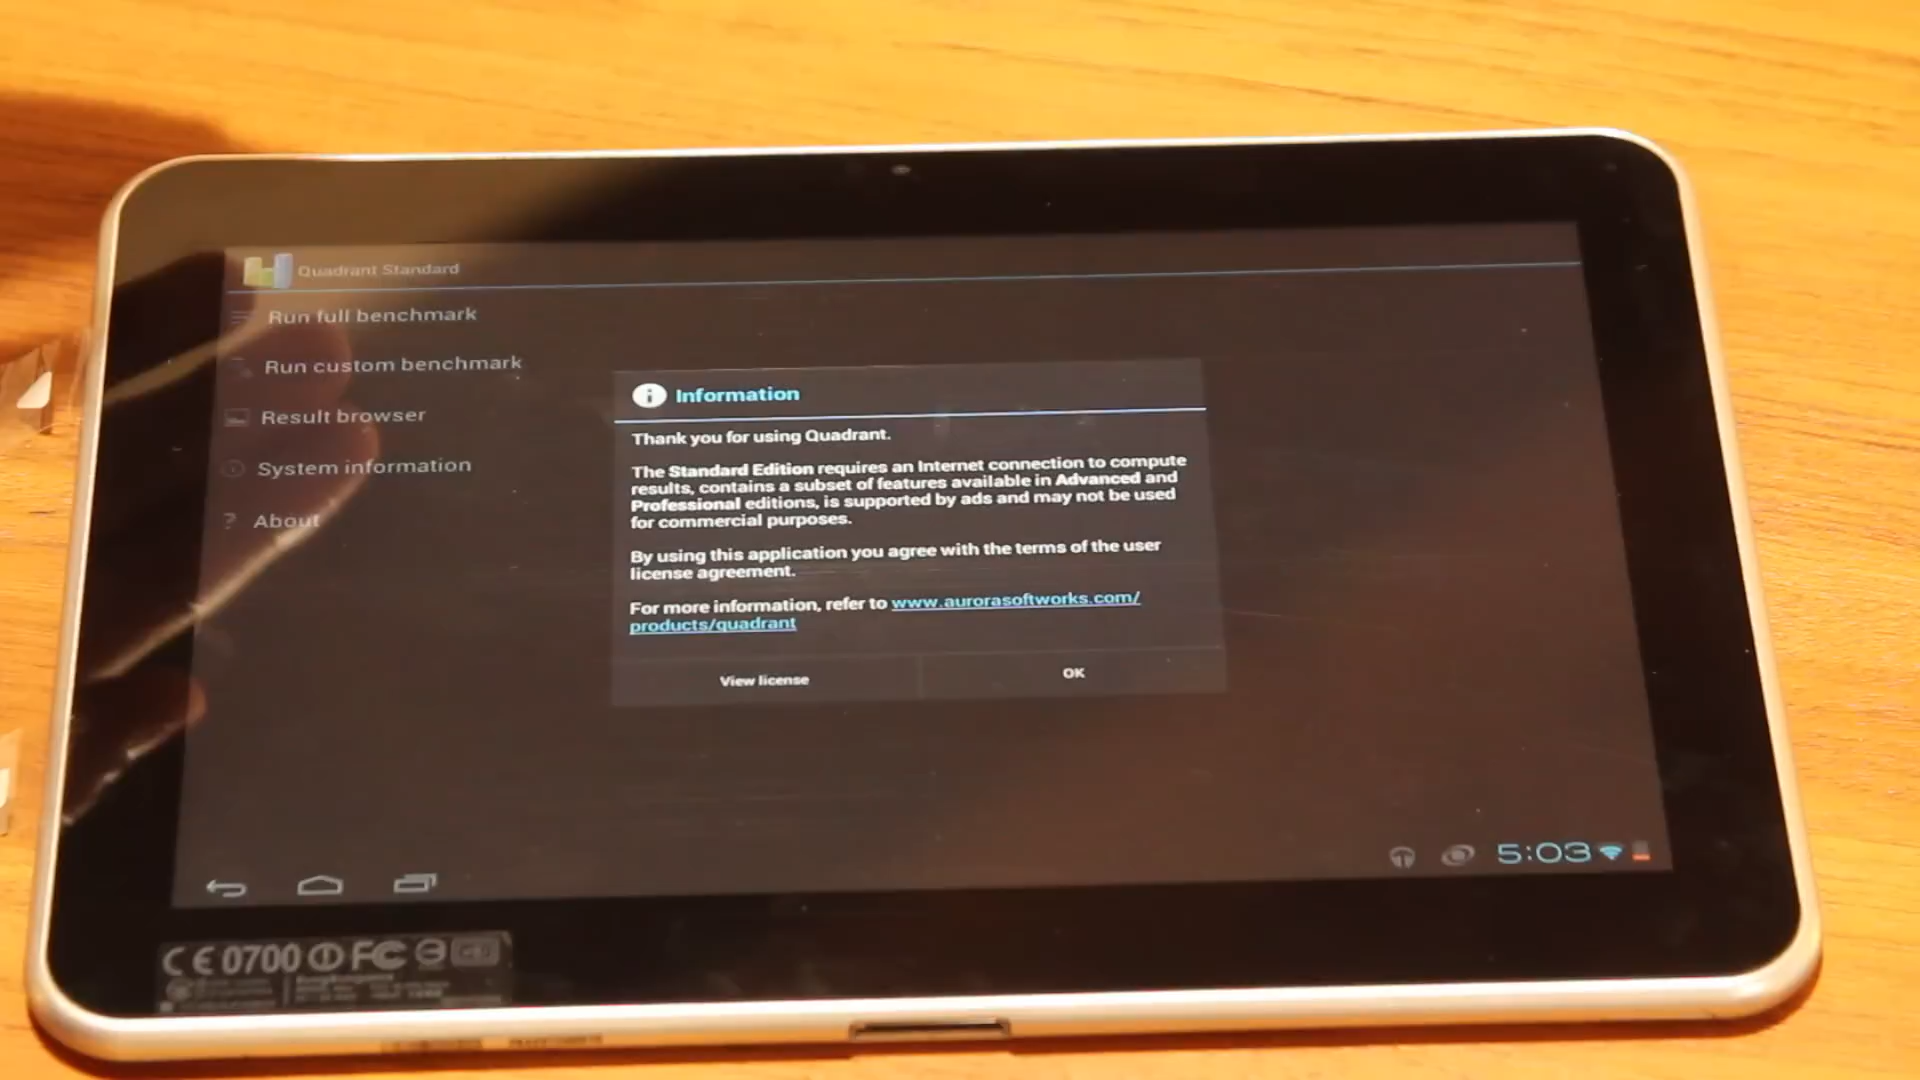 Quadrant Standard
Run full benchmark
Run custom benchmark
Result browser
System information
? About
Information
Thank you for using Quadrant.
The Standard Edition requires an Internet connection to compute
results, contains a subset of features available in Advanced and
Professional editions, is supported by ads and may not be used
for commercial purposes.
By using this application you agree with the terms of the user
license agreement.
For more information, refer to www.aurorasoftworks.com/
products/quadrant
View license
OK
5:03
CE 0700 FC